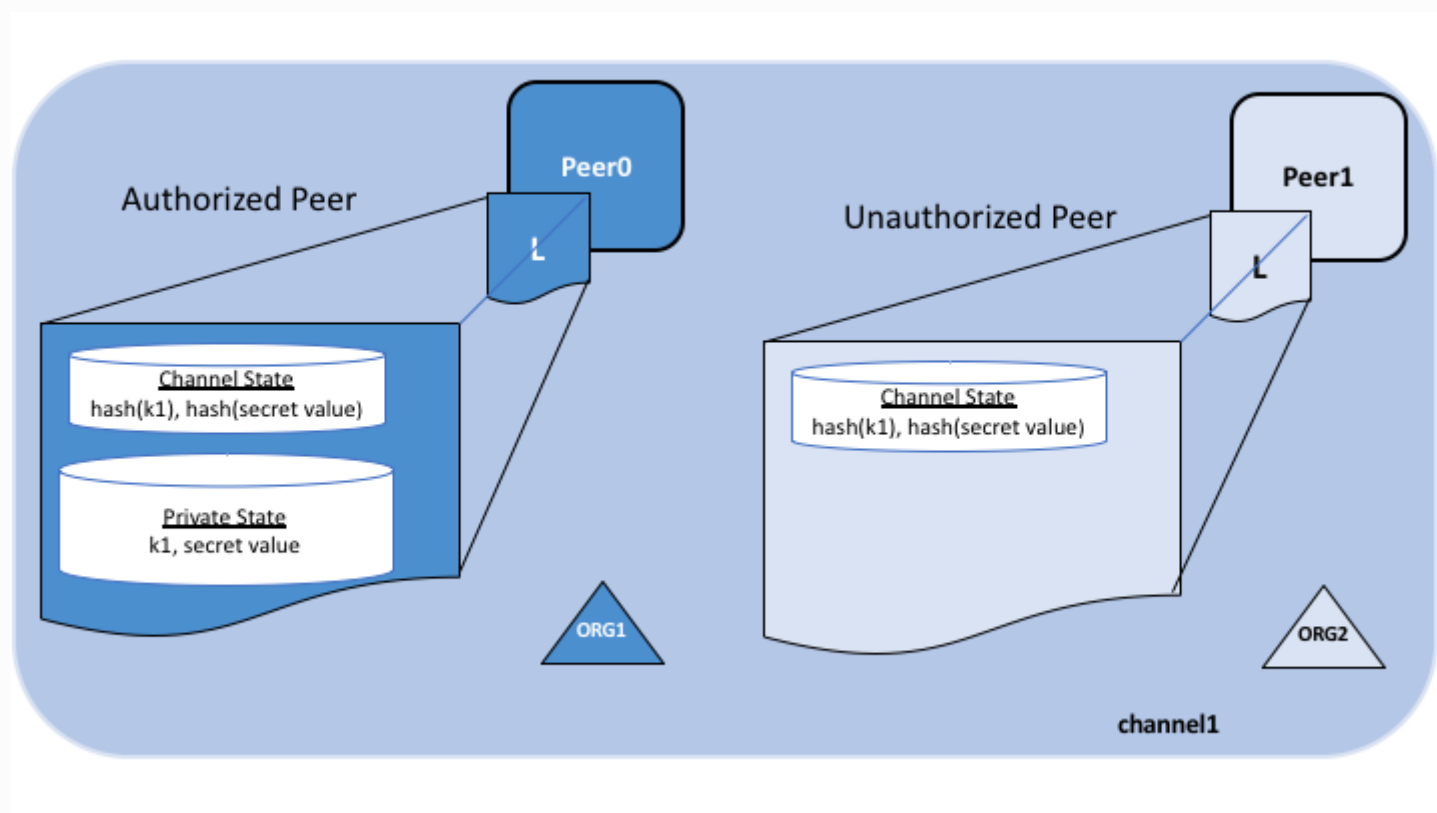 Peer0
Authorized Peer
L
Channel State
hash(k1), hash(secret value)
Private State
k1, secret value
ORG1
Peer1
Unauthorized Peer
L
Channel State
hash(k1), hash(secret value)
ORG2
channel1